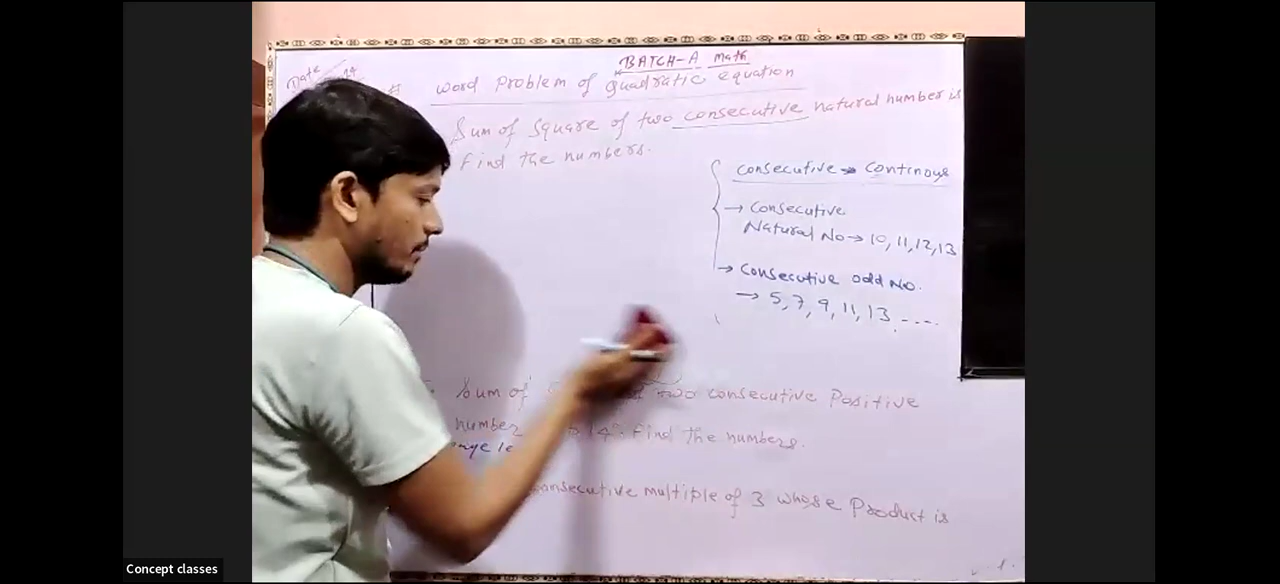 BATCH-A Math
Date
# Word Problem of quadratic equation
Sum of Square of two consecutive natural number is
Find the numbers.
consecutive → continous
→ Consecutive
Natural No → 10, 11, 12, 13
→ Consecutive odd No.
→ 5, 7, 9, 11, 13, ----
Sum of two consecutive Positive
number Find the numbers.
consecutive multiple of 3 whose Product is
Concept classes